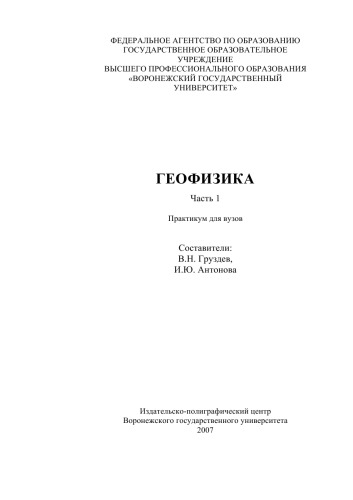 ФЕДЕРАЛЬНОЕ АГЕНТСТВО ПО ОБРАЗОВАНИЮ
ГОСУДАРСТВЕННОЕ ОБРАЗОВАТЕЛЬНОЕ
УЧРЕЖДЕНИЕ
ВЫСШЕГО ПРОФЕССИОНАЛЬНОГО ОБРАЗОВАНИЯ
«ВОРОНЕЖСКИЙ ГОСУДАРСТВЕННЫЙ
УНИВЕРСИТЕТ»
ГЕОФИЗИКА
Часть 1
Практикум для вузов
Составители:
В.Н. Груздев,
И.Ю. Антонова
Издательско-полиграфический центр
Воронежского государственного университета
2007